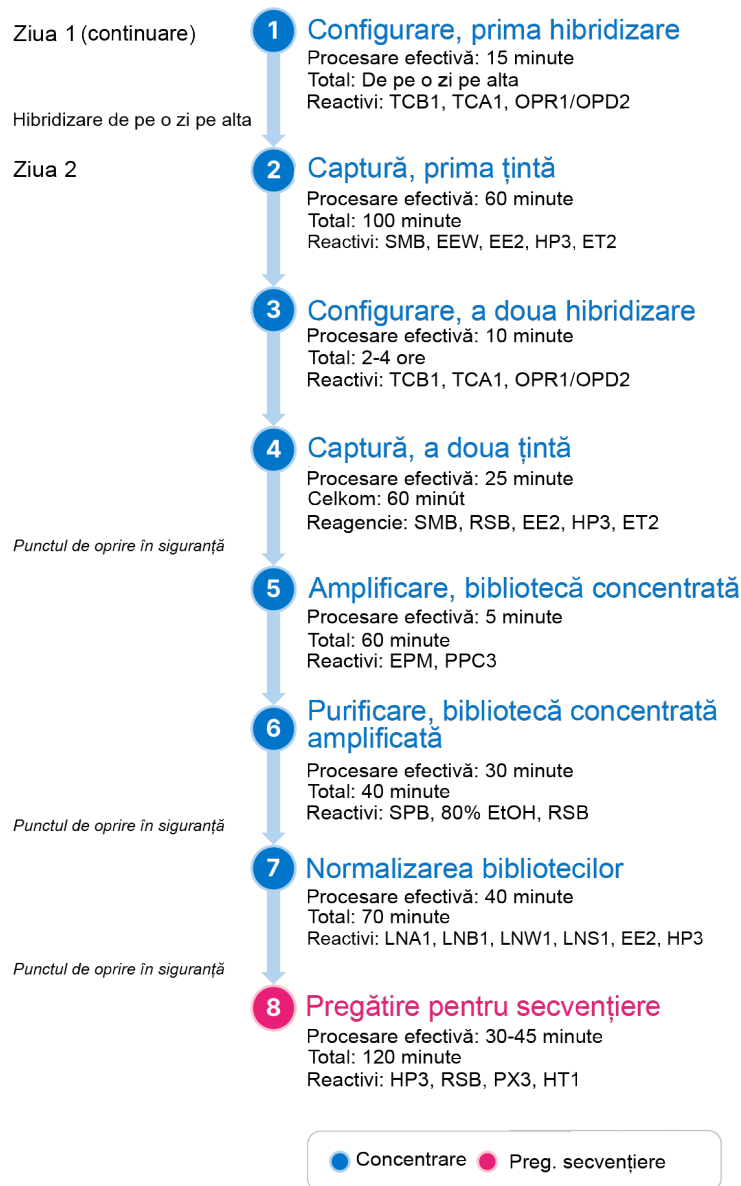 Ziua 1 (continuare)
1
Configurare, prima hibridizare
Procesare efectivă: 15 minute
Total: De pe o zi pe alta
Reactivi: TCB1, TCA1, OPR1/OPD2
Hibridizare de pe o zi pe alta
Ziua 2
2
Captură, prima țintă
Procesare efectivă: 60 minute
Total: 100 minute
Reactivi: SMB, EEW, EE2, HP3, ET2
3
Configurare, a doua hibridizare
Procesare efectivă: 10 minute
Total: 2-4 ore
Reactivi: TCB1, TCA1, OPR1/OPD2
4
Captură, a doua țintă
Procesare efectivă: 25 minute
Celkom: 60 minút
Reagencie: SMB, RSB, EE2, HP3, ET2
Punctul de oprire în siguranță
5
Amplificare, bibliotecă concentrată
Procesare efectivă: 5 minute
Total: 60 minute
Reactivi: EPM, PPC3
6
Purificare, bibliotecă concentrată
amplificată
Procesare efectivă: 30 minute
Total: 40 minute
Reactivi: SPB, 80% EtOH, RSB
Punctul de oprire în siguranță
7
Normalizarea bibliotecilor
Procesare efectivă: 40 minute
Total: 70 minute
Reactivi: LNA1, LNB1, LNW1, LNS1, EE2, HP3
Punctul de oprire în siguranță
8
Pregătire pentru secvențiere
Procesare efectivă: 30-45 minute
Total: 120 minute
Reactivi: HP3, RSB, PX3, HT1
Concentrare
Preg. secvențiere